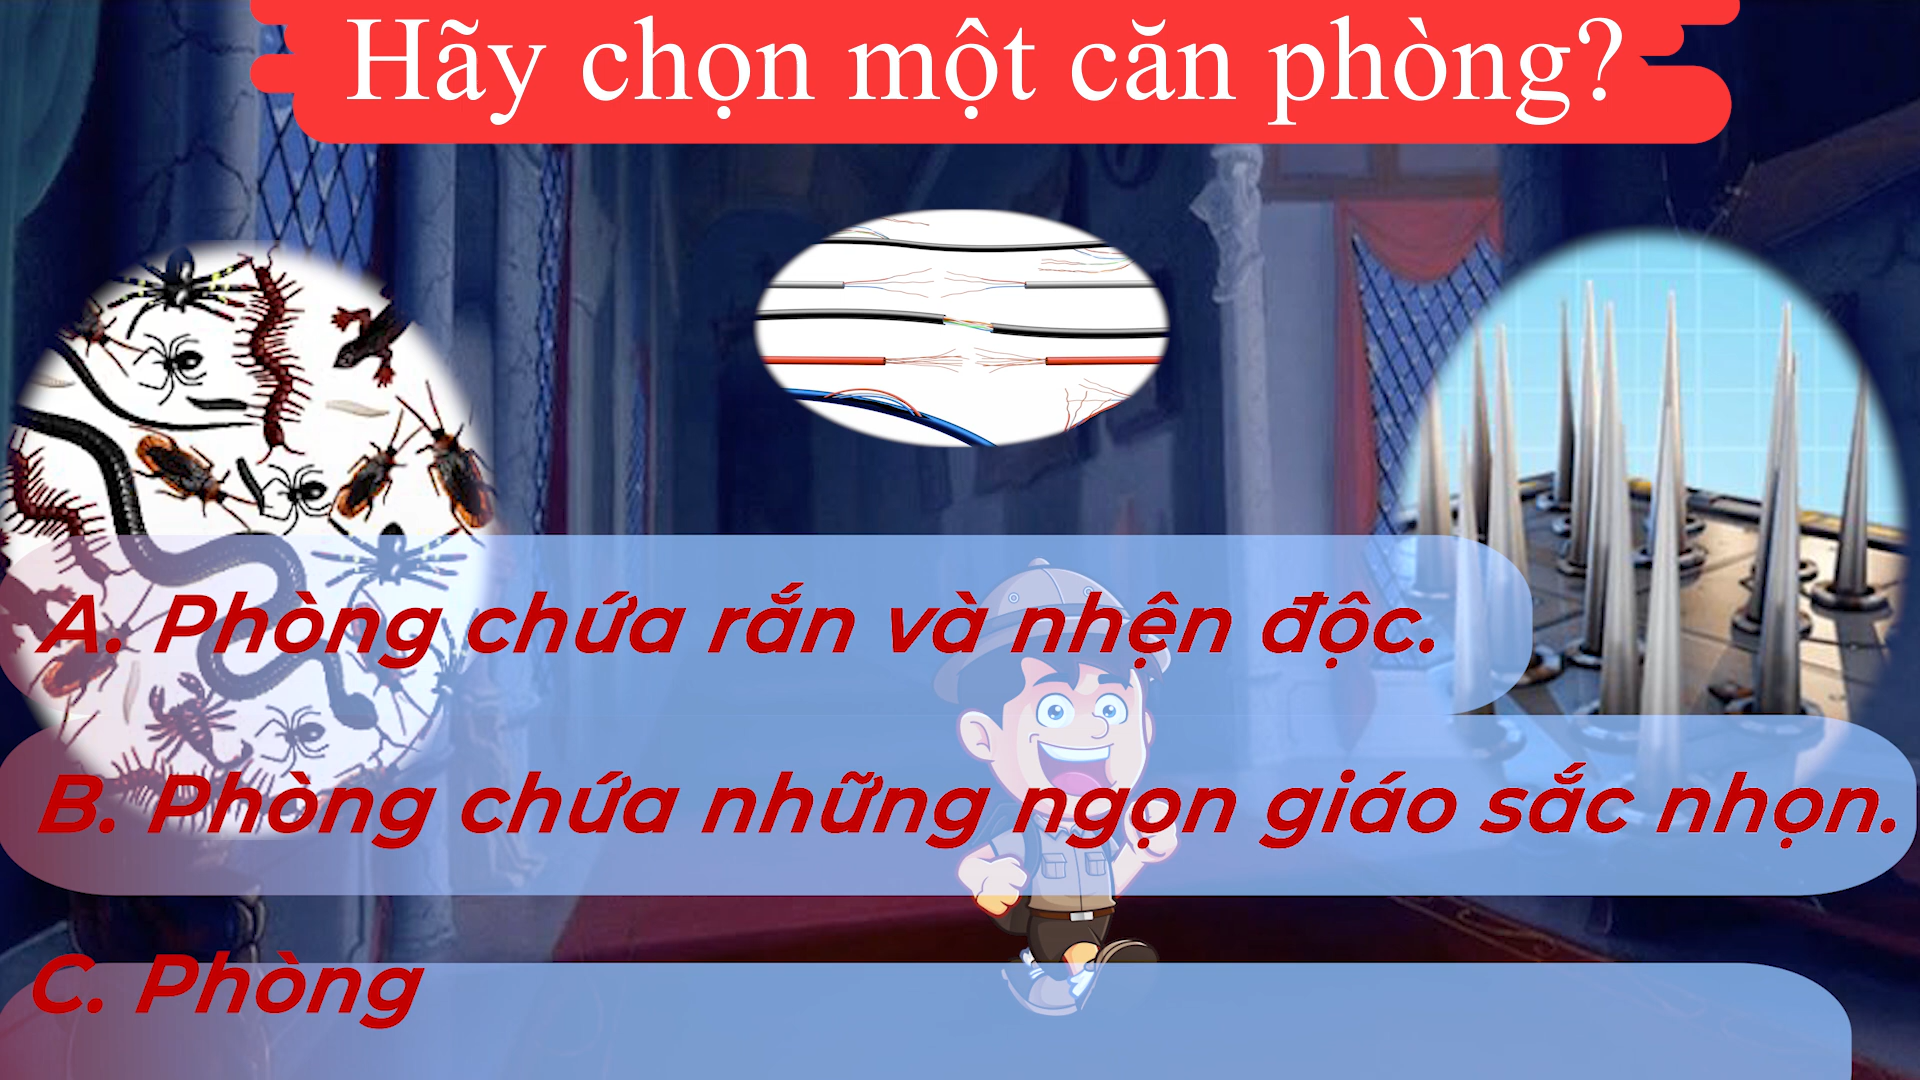 Hãy chọn một căn phòng?
A. Phòng chứa rắn và nhện độc.
B. Phòng chứa những ngọn giáo sắc nhọn.
C. Phòng